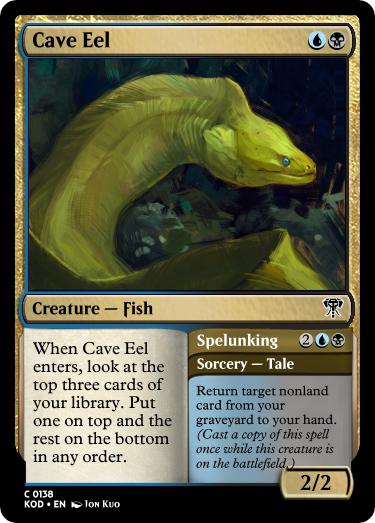 Cave Eel
Creature — Fish
When Cave Eel
enters, look at the
top three cards of
your library. Put
one on top and the
rest on the bottom
in any order.
Spelunking 2
Sorcery — Tale
Return target nonland
card from your
graveyard to your hand.
(Cast a copy of this spell
once while this creature is
on the battlefield.)
2/2
C 0138
KOD • EN Jon Kuo